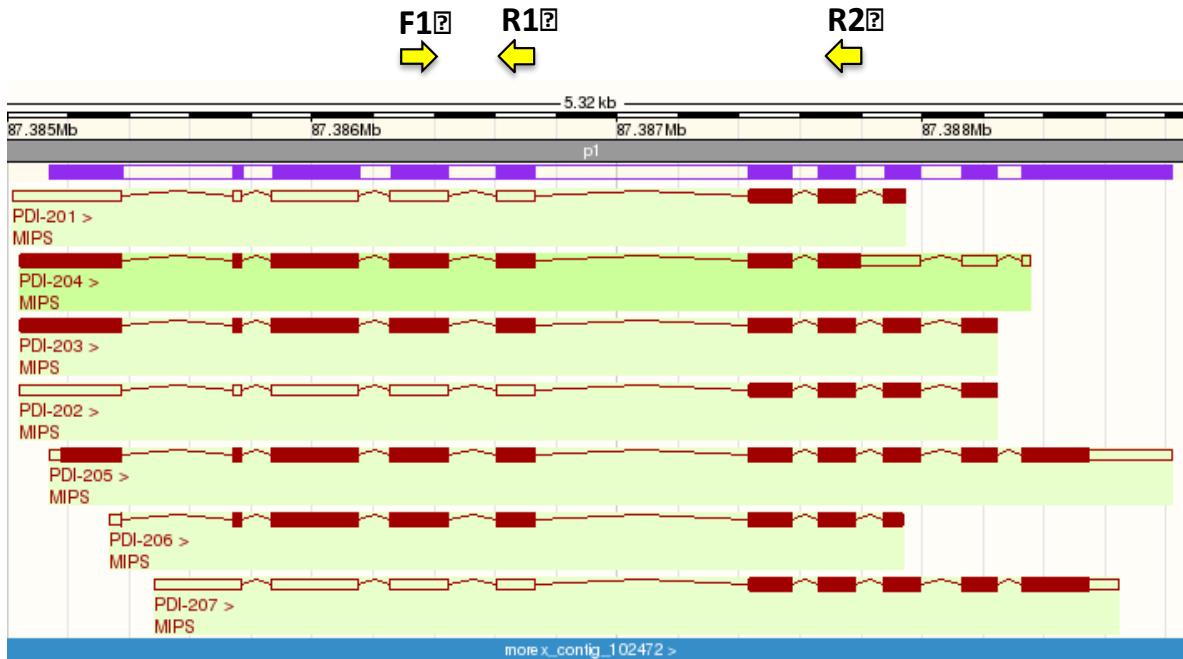 F1⍰ R1⍰ R2⍰
5.32 kb
87.385Mb 87.386Mb 87.387Mb 87.388Mb
p1
PDI-201 >
MIPS
PDI-204 >
MIPS
PDI-203 >
MIPS
PDI-202 >
MIPS
PDI-205 >
MIPS
PDI-206 >
MIPS
PDI-207 >
MIPS
morex_contig_102472 >